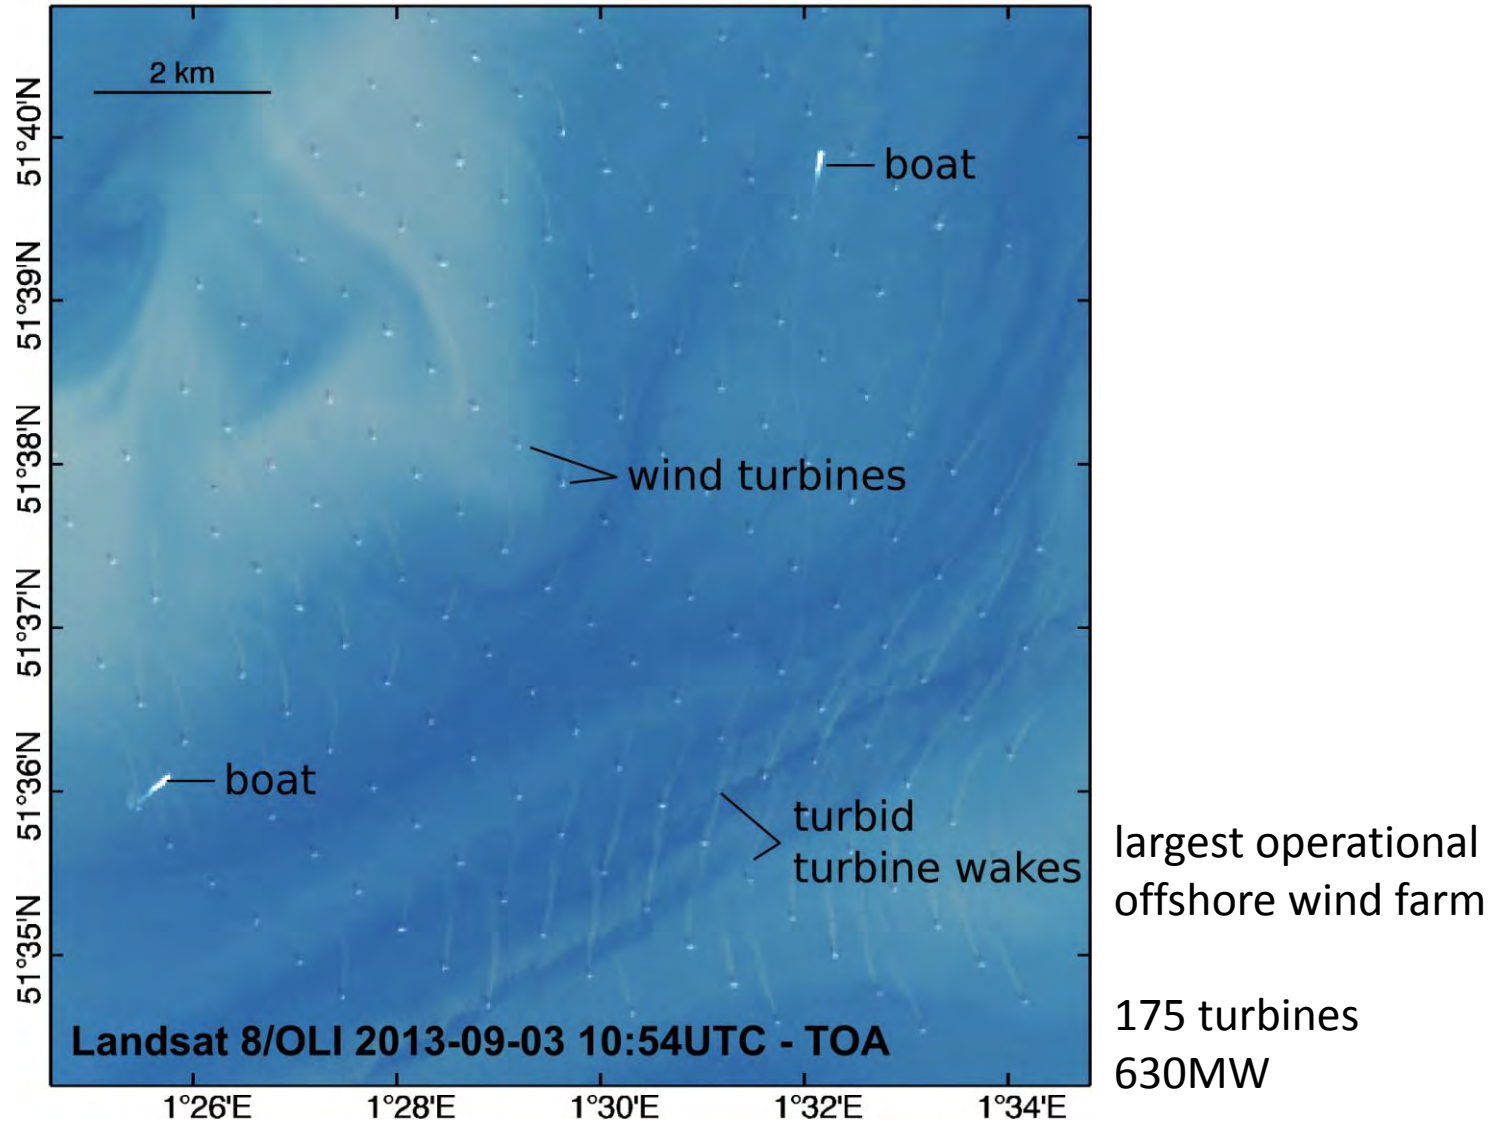 2 km
51°40'N
51°39'N
51°38'N
51°37'N
51°36'N
51°35'N
boat
wind turbines
boat
turbid
turbine wakes
Landsat 8/OLI 2013-09-03 10:54UTC - TOA
1°26'E 1°28'E 1°30'E 1°32'E 1°34'E
largest operational
offshore wind farm
175 turbines
630MW